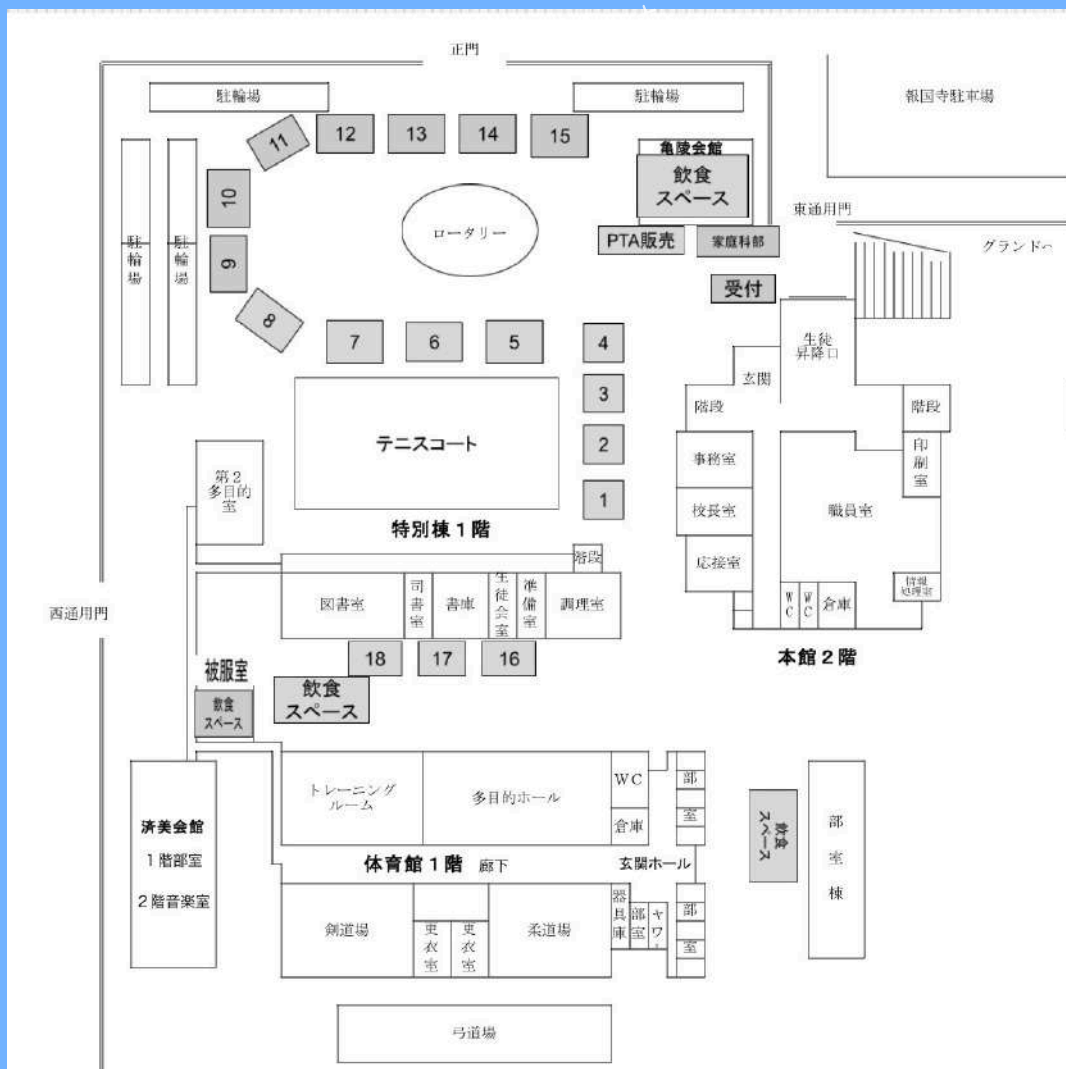 正門
駐輪場
駐輪場
報国寺駐車場
11
12
13
14
15
亀陵会館
飲食
スペース
10
東通用門
ロータリー
PTA販売
家庭科部
グランドへ
駐輪場
駐輪場
9
受付
8
7
6
5
4
生徒
昇降口
玄関
3
階段
階段
テニスコート
2
事務室
印刷室
第2
多目的
室
1
校長室
職員室
特別棟1階
階段
応接室
情報
処理室
西通用門
図書室
司書室
書庫
生徒会室
準備室
調理室
WC
WC
倉庫
18
17
16
本館2階
被服室
飲食
スペース
飲食
スペース
トレーニング
ルーム
多目的ホール
WC
部
室
倉庫
飲食
スペース
部室棟
済美会館
1階部室
2階音楽室
体育館1階
廊下
玄関ホール
剣道場
更衣室
更衣室
柔道場
器具庫
部室
部
室
弓道場